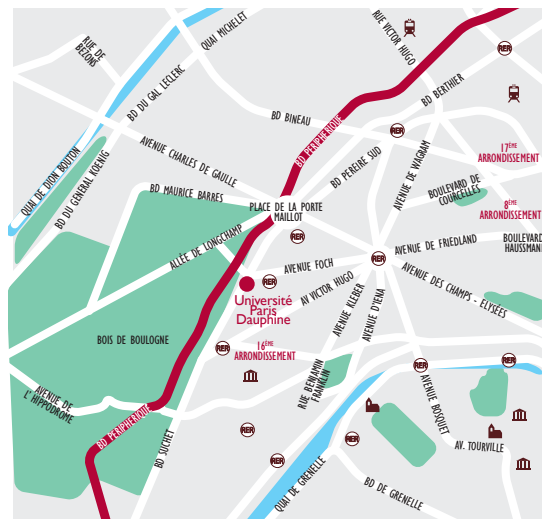 RUE DE
BEZONS
QUAI MICHELET
RUE VICTOR HUGO
RER
BD DU GAL LECLERC
BD BERTHIER
BD BINEAU
BD PERIPHERIQUE
RER
AVENUE CHARLES DE GAULLE
BD PEREIRE SUD
AVENUE DE WAGRAM
17ÈME
ARRONDISSEMENT
QUAI DE DION BOUTON
BD DU GENERAL KOENIG
BD MAURICE BARRES
BOULEVARD DE
COURCELLES
PLACE DE LA PORTE
MAILLOT
8ÈME
ARRONDISSEMENT
RER
ALLÉE DE LONGCHAMP
AVENUE DE FRIEDLAND
BOULEVARD
HAUSSMANN
RER
AVENUE FOCH
RER
AV VICTOR HUGO
AVENUE DES CHAMPS - ELYSÉES
Université
Paris
Dauphine
AVENUE KLEBER
AVENUE D'IENA
BOIS DE BOULOGNE
RER
16ÈME
ARRONDISSEMENT
RER
RER
RUE BENJAMIN
FRANLIN
AVENUE DE
L' HIPPODROME
AVENUE BOSQUET
BD PERIPHERIQUE
BD SUCHET
RER
RER
RER
AV. TOURVILLE
QUAI DE GRENELLE
BD DE GRENELLE